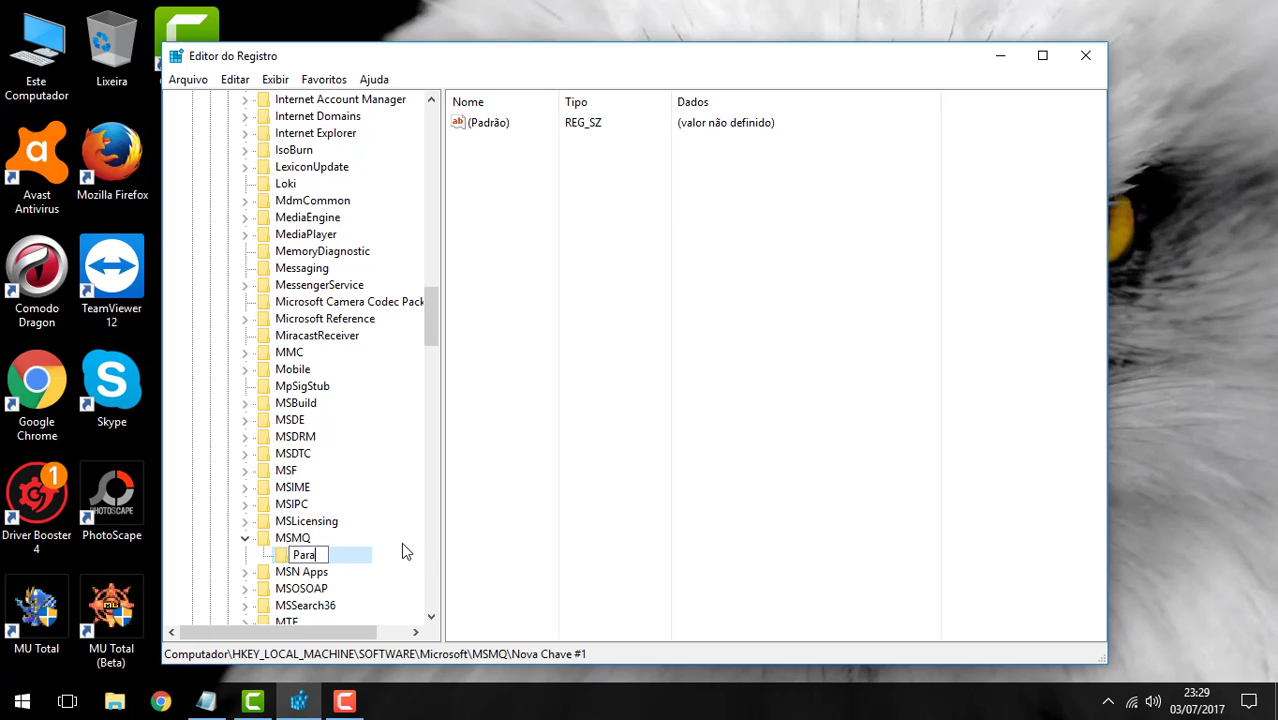 Este
Computador
Lixeira
Avast
Antivirus
Mozilla Firefox
Comodo
Dragon
TeamViewer
12
Google
Chrome
Skype
1
Driver Booster
4
PHOTOSCAPE
PhotoScape
MU Total
MU Total
(Beta)
Editor do Registro
Arquivo Editar Exibir Favoritos Ajuda
Internet Account Manager
Internet Domains
Internet Explorer
IsoBurn
LexiconUpdate
Loki
MdmCommon
MediaEngine
MediaPlayer
MemoryDiagnostic
Messaging
MessengerService
Microsoft Camera Codec Pack
Microsoft Reference
MiracastReceiver
MMC
Mobile
MpSigStub
MSBuild
MSDE
MSDRM
MSDTC
MSF
MSIME
MSIPC
MSLicensing
MSMQ
Para
MSN Apps
MSOSOAP
MSSearch36
MTF
Nome Tipo Dados
ab (Padrão) REG_SZ (valor não definido)
Computador\HKEY_LOCAL_MACHINE\SOFTWARE\Microsoft\MSMQ\Nova Chave #1
23:29
03/07/2017